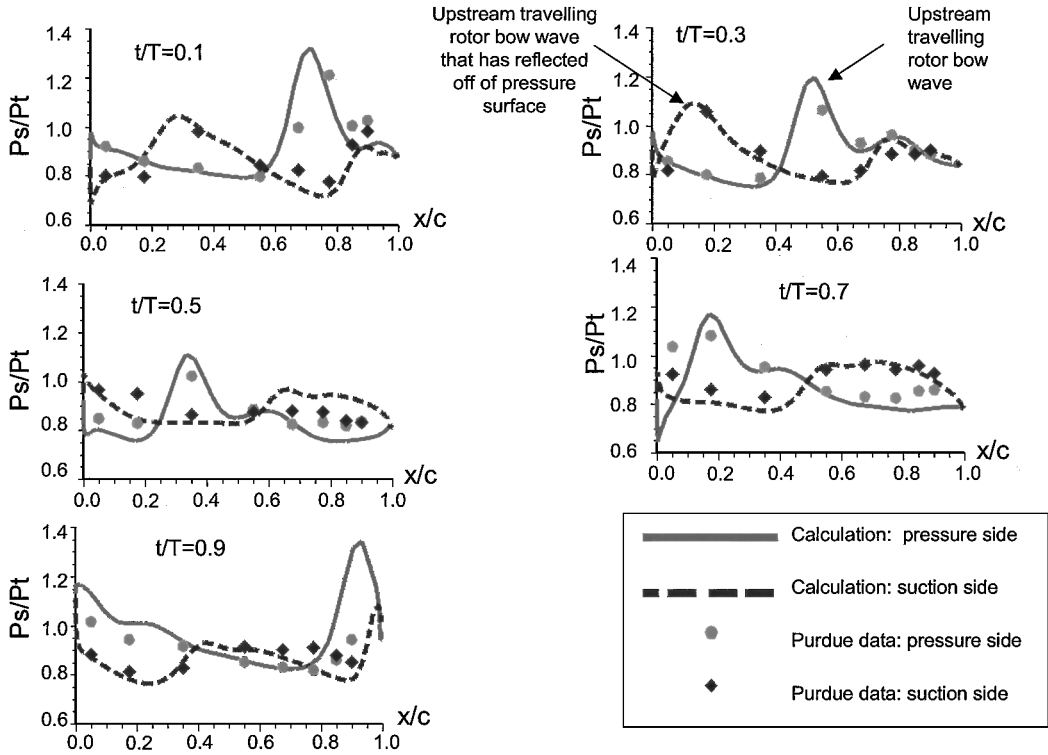 Upstream travelling
rotor bow wave
that has reflected
off of pressure
surface
Upstream
travelling
rotor bow
wave
t/T=0.1
Ps/Pt
1.4
1.2
1.0
0.8
0.6
0.0 0.2 0.4 0.6 0.8 1.0
x/c
t/T=0.3
Ps/Pt
1.4
1.2
1.0
0.8
0.6
0.0 0.2 0.4 0.6 0.8 1.0
x/c
t/T=0.5
Ps/Pt
1.4
1.2
1.0
0.8
0.6
0.0 0.2 0.4 0.6 0.8 1.0
x/c
t/T=0.7
Ps/Pt
1.4
1.2
1.0
0.8
0.6
0.0 0.2 0.4 0.6 0.8 1.0
x/c
t/T=0.9
Ps/Pt
1.4
1.2
1.0
0.8
0.6
0.0 0.2 0.4 0.6 0.8 1.0
x/c
Calculation: pressure side
Calculation: suction side
Purdue data: pressure side
Purdue data: suction side